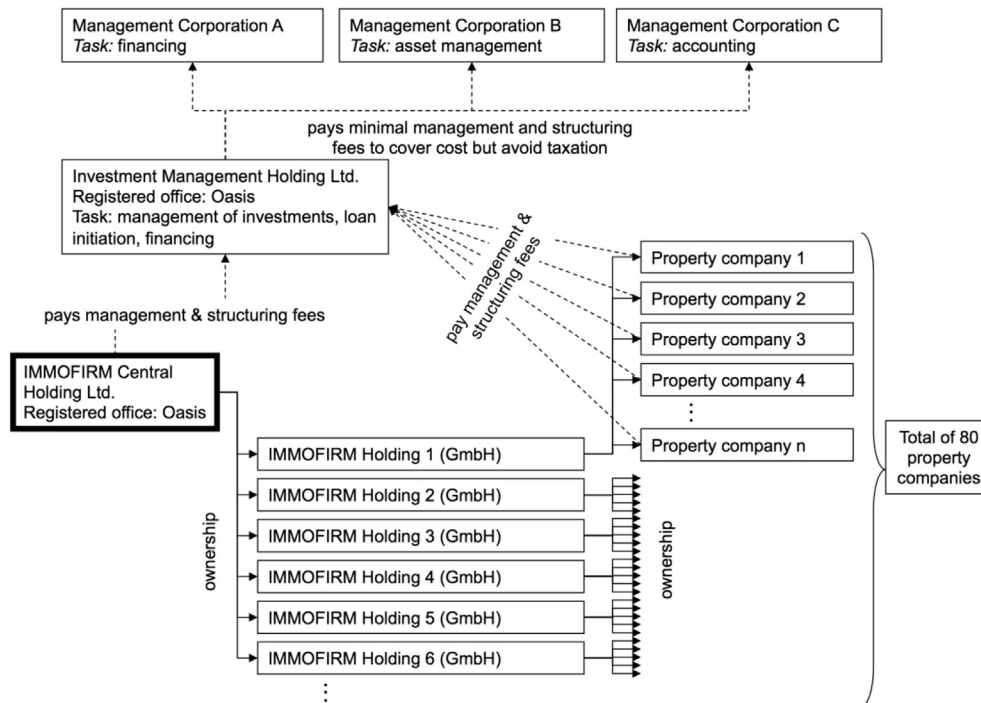 Management Corporation A
Task: financing
Management Corporation B
Task: asset management
Management Corporation C
Task: accounting
pays minimal management and structuring
fees to cover cost but avoid taxation
Investment Management Holding Ltd.
Registered office: Oasis
Task: management of investments, loan
initiation, financing
pay management &
structuring fees
pays management & structuring fees
IMMOFIRM Central
Holding Ltd.
Registered office: Oasis
Property company 1
Property company 2
Property company 3
Property company 4
⋮
Property company n
Total of 80
property
companies
ownership
IMMOFIRM Holding 1 (GmbH)
IMMOFIRM Holding 2 (GmbH)
IMMOFIRM Holding 3 (GmbH)
IMMOFIRM Holding 4 (GmbH)
IMMOFIRM Holding 5 (GmbH)
IMMOFIRM Holding 6 (GmbH)
⋮
ownership